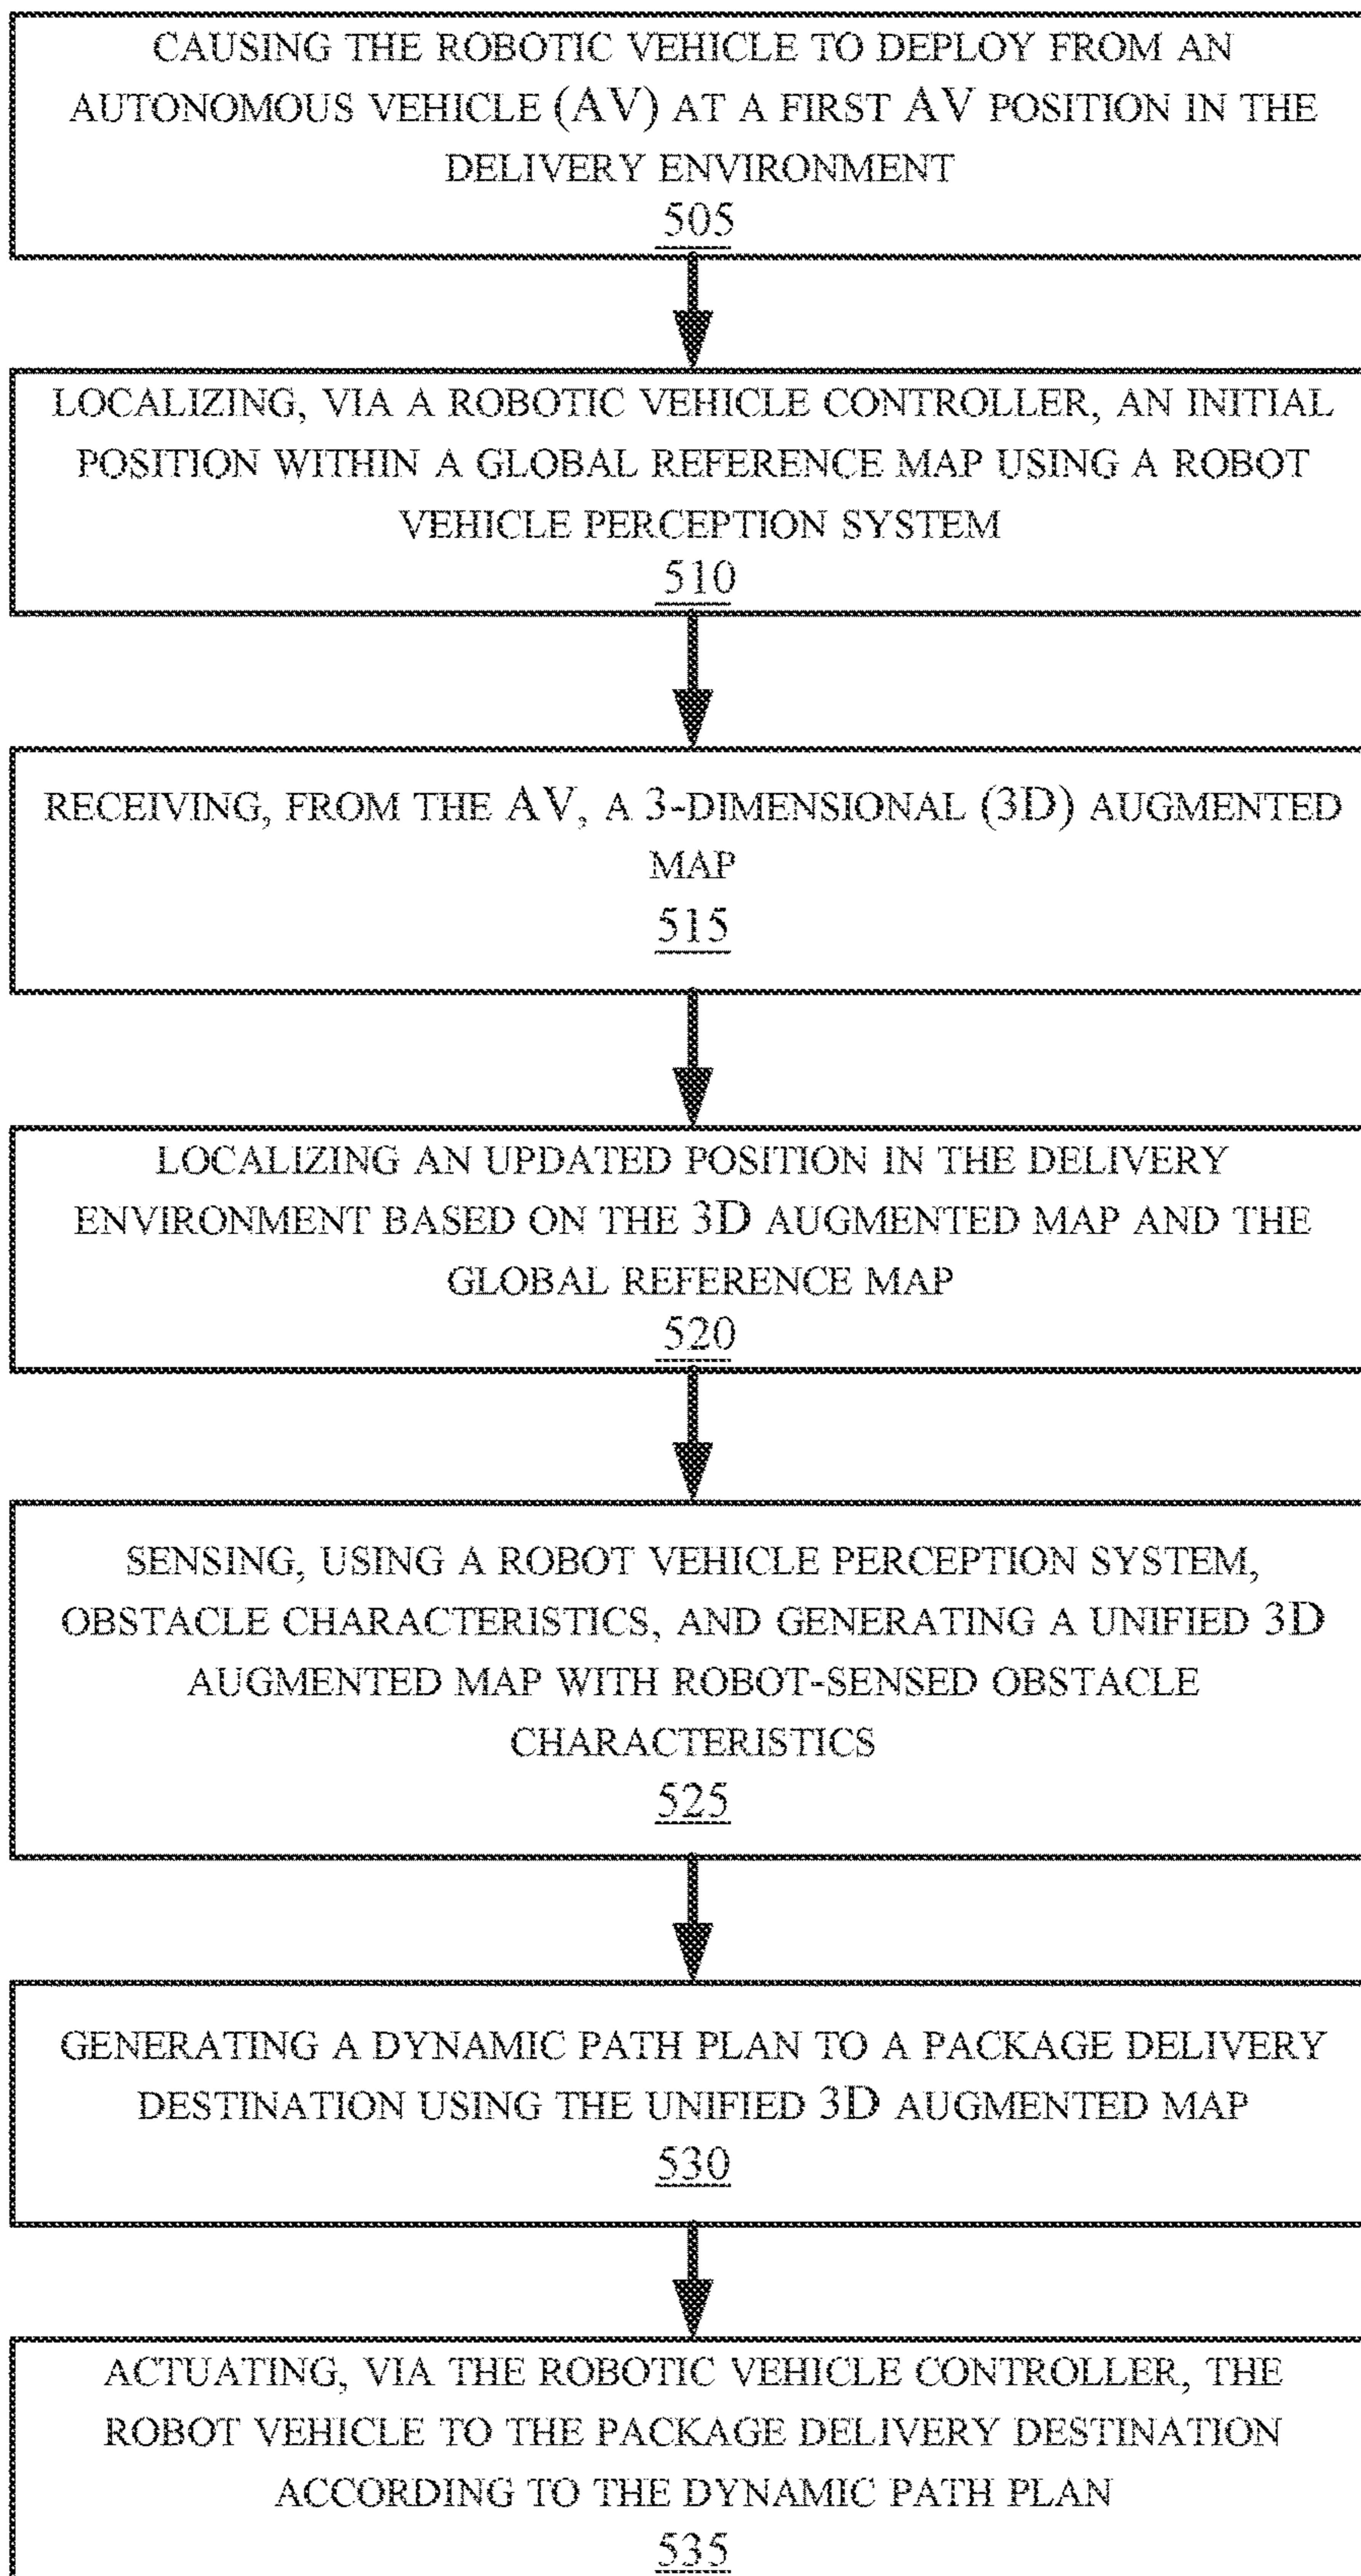 CAUSING THE ROBOTIC VEHICLE TO DEPLOY FROM AN
AUTONOMOUS VEHICLE (AV) AT A FIRST AV POSITION IN THE
DELIVERY ENVIRONMENT
505
LOCALIZING, VIA A ROBOTIC VEHICLE CONTROLLER, AN INITIAL
POSITION WITHIN A GLOBAL REFERENCE MAP USING A ROBOT
VEHICLE PERCEPTION SYSTEM
510
RECEIVING, FROM THE AV, A 3-DIMENSIONAL (3D) AUGMENTED
MAP
515
LOCALIZING AN UPDATED POSITION IN THE DELIVERY
ENVIRONMENT BASED ON THE 3D AUGMENTED MAP AND THE
GLOBAL REFERENCE MAP
520
SENSING, USING A ROBOT VEHICLE PERCEPTION SYSTEM,
OBSTACLE CHARACTERISTICS, AND GENERATING A UNIFIED 3D
AUGMENTED MAP WITH ROBOT-SENSED OBSTACLE
CHARACTERISTICS
525
GENERATING A DYNAMIC PATH PLAN TO A PACKAGE DELIVERY
DESTINATION USING THE UNIFIED 3D AUGMENTED MAP
530
ACTUATING, VIA THE ROBOTIC VEHICLE CONTROLLER, THE
ROBOT VEHICLE TO THE PACKAGE DELIVERY DESTINATION
ACCORDING TO THE DYNAMIC PATH PLAN
535